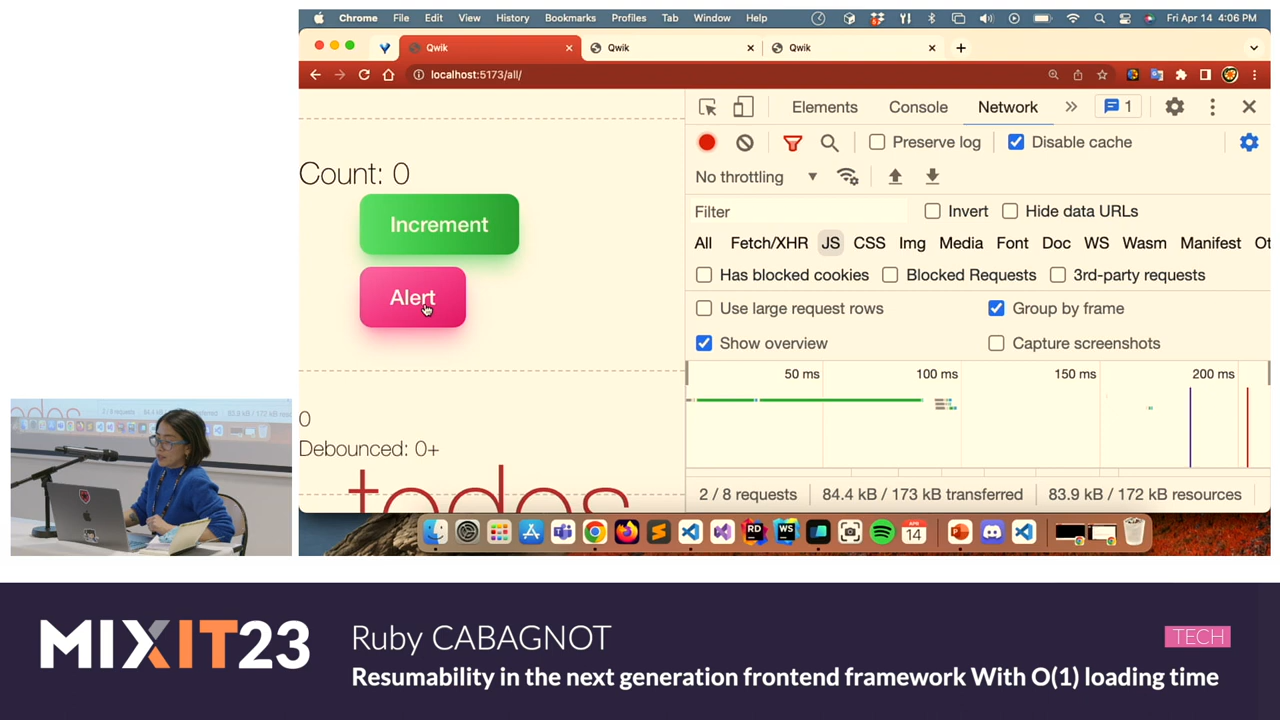 Chrome File Edit View History Bookmarks Profiles Tab Window Help Fri Apr 14 4:06 PM
Qwik Qwik Qwik
localhost:5173/all/
Elements Console Network 1
Preserve log Disable cache
No throttling
Filter Invert Hide data URLs
All Fetch/XHR JS CSS Img Media Font Doc WS Wasm Manifest Ot
Has blocked cookies Blocked Requests 3rd-party requests
Use large request rows Group by frame
Show overview Capture screenshots
50 ms 100 ms 150 ms 200 ms
2 / 8 requests 84.4 kB / 173 kB transferred 83.9 kB / 172 kB resources
Count: 0
Increment
Alert
0
Debounced: 0+
todos
RD WS APR 14
MIXIT23
Ruby CABAGNOT
TECH
Resumability in the next generation frontend framework With O(1) loading time